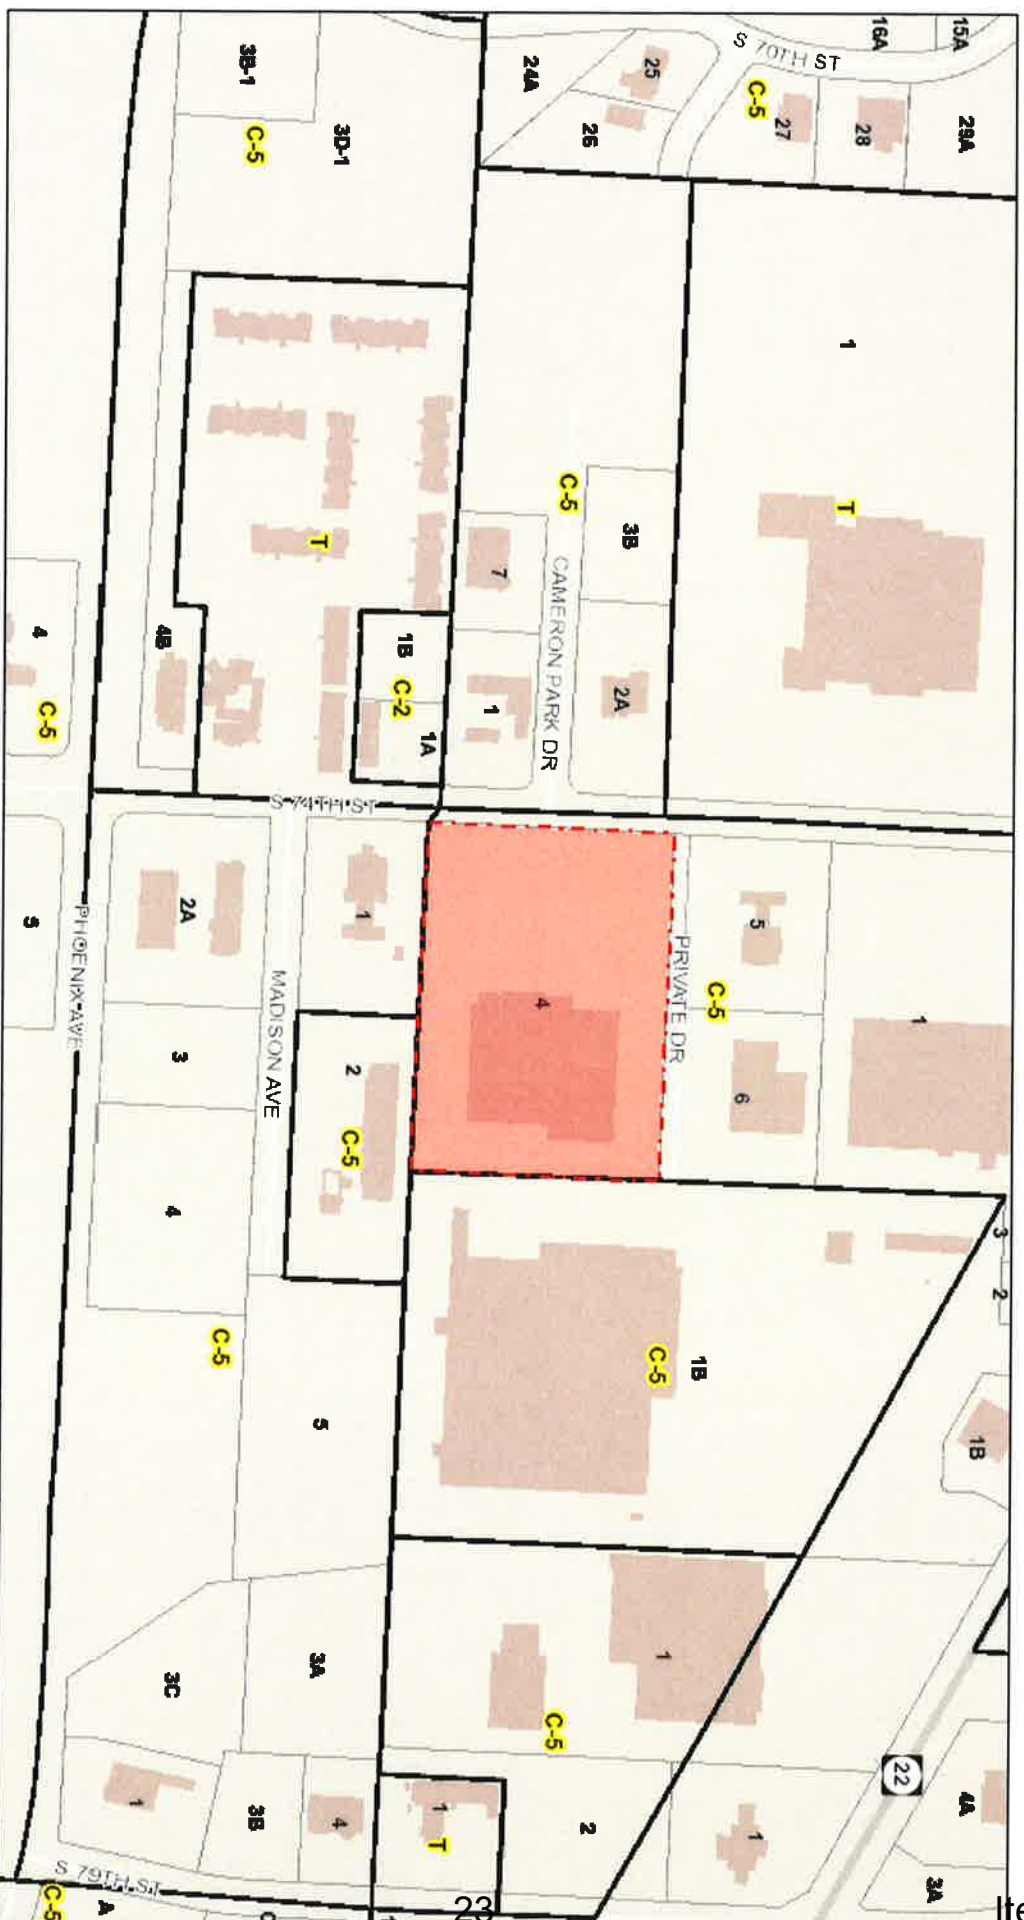 15A
16A
S 70TH ST
24A
3B-1
25
C-5
27
28
29A
26
3D-1
C-5
1
T
C-5
3B
7
T
CAMERON PARK DR
4
4B
1B
C-2
1A
1
2A
C-5
S 74TH ST
5
PHOENIX AVE
2A
1
MADISON AVE
3
2
C-5
4
4
PRIVATE DR
5
C-5
6
1
3
2
C-5
5
C-5
1B
1B
3C
3A
1
C-5
22
4A
1
3B
4
1
T
2
1
3A
S 79TH ST
C-5
A
23
Ite